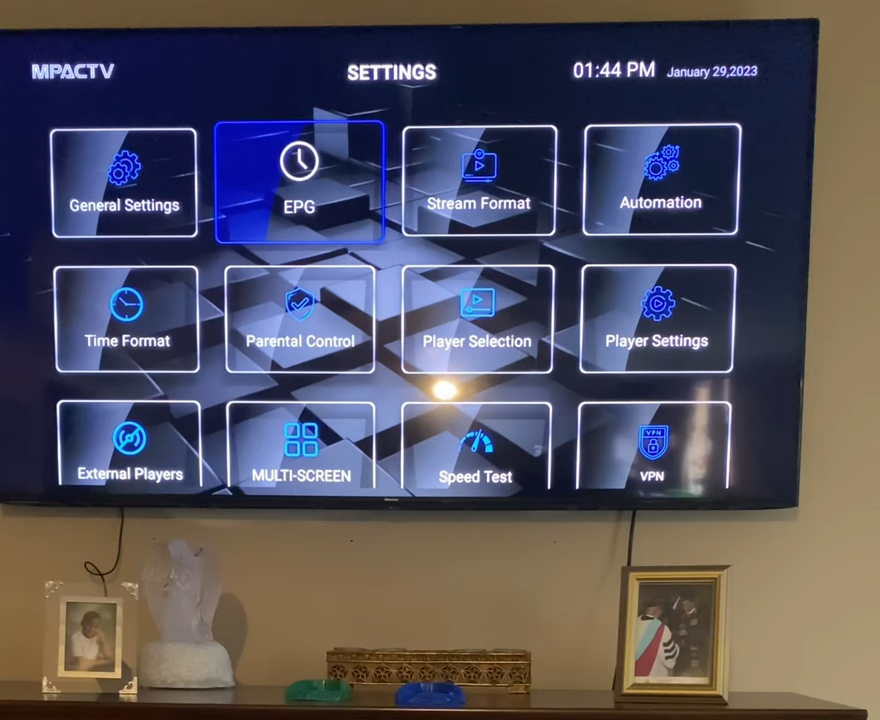 MPACTV
SETTINGS
01:44 PM January 29,2023
General Settings
EPG
Stream Format
Automation
Time Format
Parental Control
Player Selection
Player Settings
External Players
MULTI-SCREEN
Speed Test
VPN
VPN